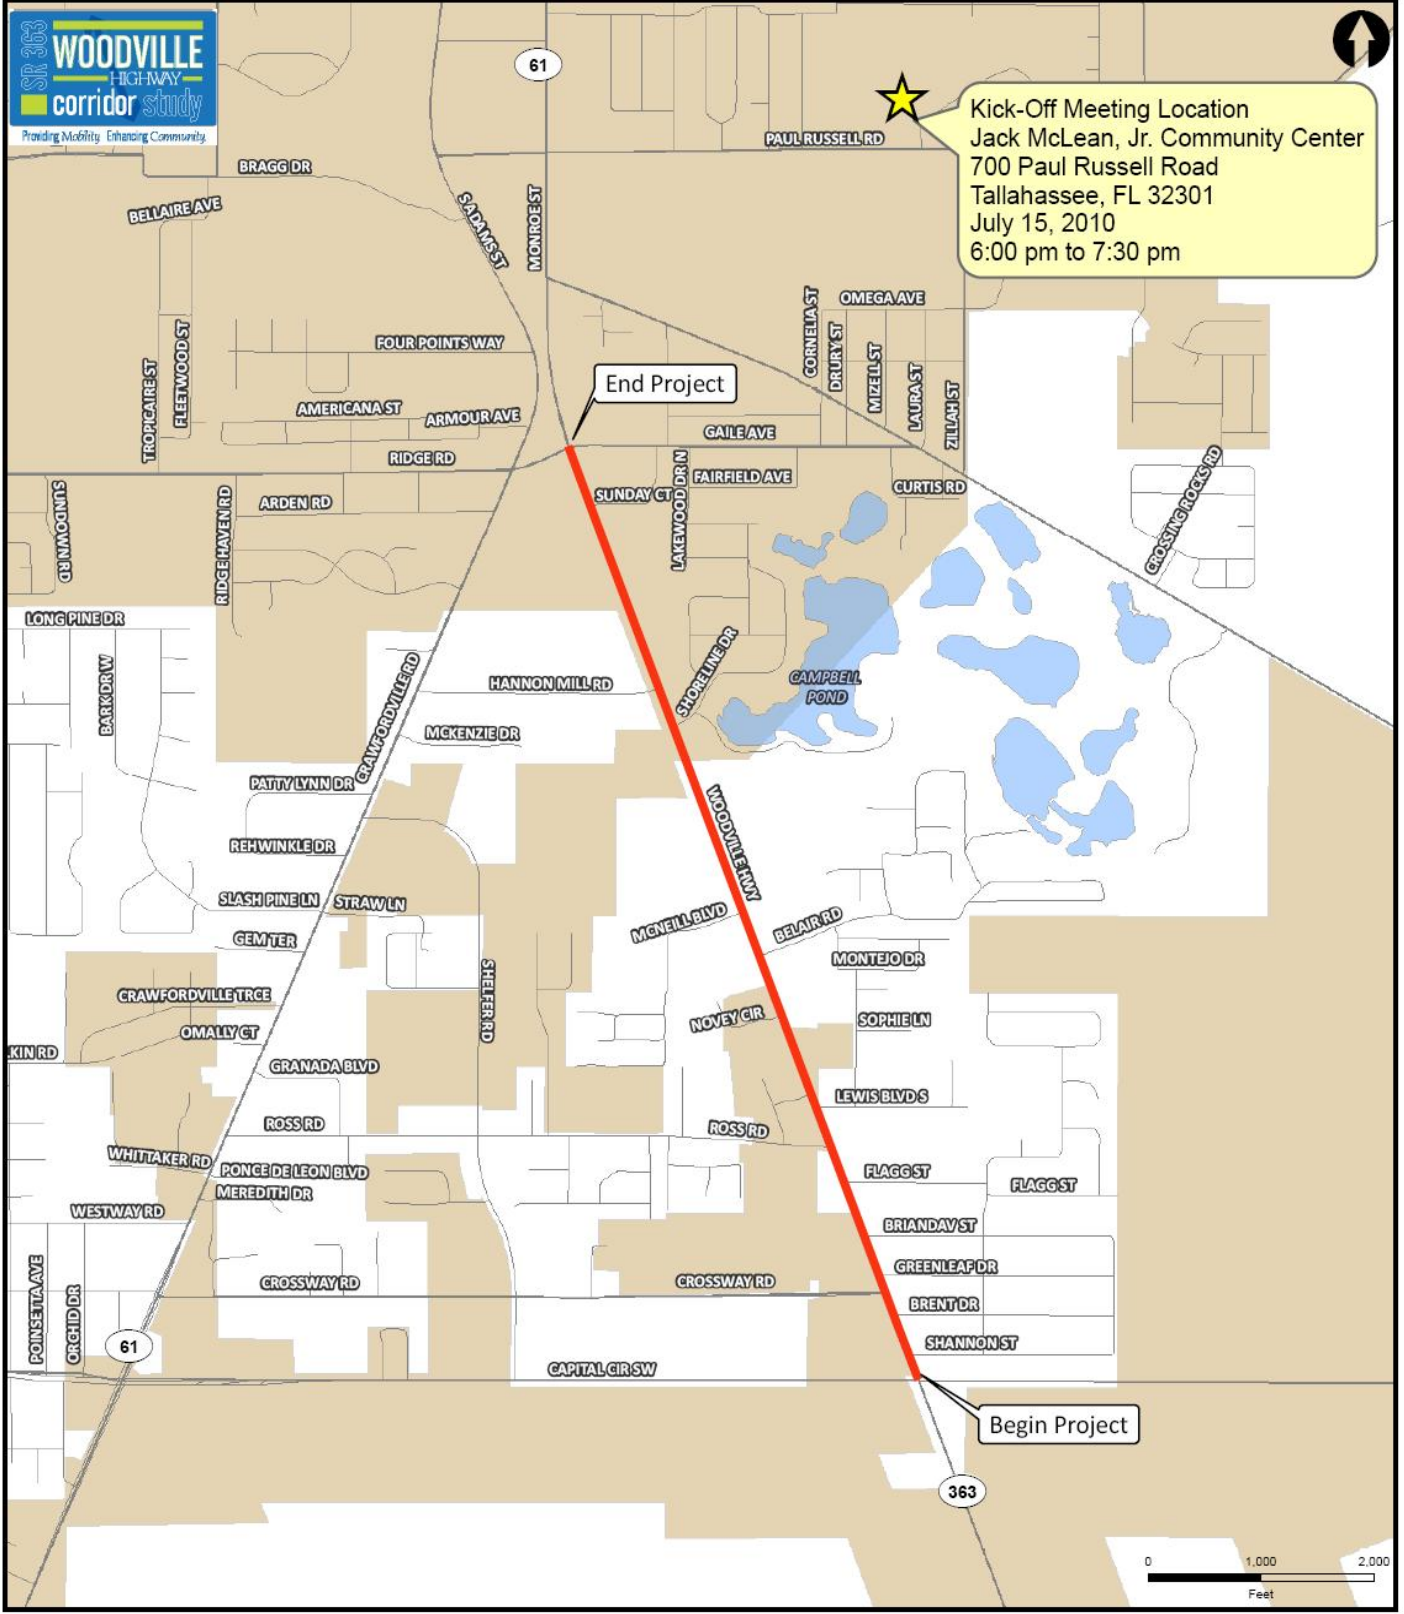 SR 363
WOODVILLE
HIGHWAY
corridor study
Providing Mobility Enhancing Community
61
Kick-Off Meeting Location
Jack McLean, Jr. Community Center
700 Paul Russell Road
Tallahassee, FL 32301
July 15, 2010
6:00 pm to 7:30 pm
PAUL RUSSELL RD
BRAGG DR
BELLAIRE AVE
S ADAMS ST
MONROE ST
OMEGA AVE
CORNELIA ST
DRURY ST
MIZELL ST
LAURA ST
ZILLAH ST
FOUR POINTS WAY
TROPICAIRE ST
FLEETWOOD ST
End Project
AMERICANA ST
ARMOUR AVE
GAILE AVE
RIDGE RD
SUNDOWN RD
RIDGE HAVEN RD
ARDEN RD
SUNDAY CT
LAKEWOOD DR N
FAIRFIELD AVE
CURTIS RD
CROSSING ROCKS RD
LONG PINE DR
BARK DR W
CRAWFORDVILLE RD
HANNON MILL RD
SHORELINE DR
CAMPBELL
POND
MCKENZIE DR
PATTY LYNN DR
WOODVILLE HWY
REHWINKLE DR
SLASH PINE LN
STRAW LN
MCNEILL BLVD
BELAIR RD
GEM TER
MONTEJO DR
SHELFER RD
CRAWFORDVILLE TRCE
NOVEY CIR
SOPHIE LN
OMALLY CT
KIN RD
GRANADA BLVD
LEWIS BLVD S
ROSS RD
ROSS RD
WHITTAKER RD
PONCE DE LEON BLVD
FLAGG ST
FLAGG ST
MEREDITH DR
WESTWAY RD
BRIANDAV ST
POINSETTA AVE
ORCHID DR
CROSSWAY RD
CROSSWAY RD
GREENLEAF DR
BRENT DR
61
SHANNON ST
CAPITAL CIR SW
Begin Project
363
0 1,000 2,000
Feet